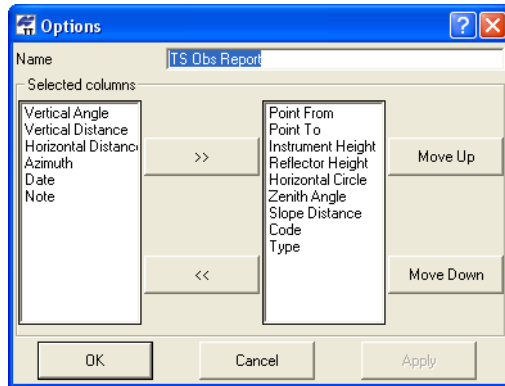 Options
Name
TS Obs Report
Selected columns
Vertical Angle
Vertical Distance
Horizontal Distanc
Azimuth
Date
Note
>>
<<
Point From
Point To
Instrument Height
Reflector Height
Horizontal Circle
Zenith Angle
Slope Distance
Code
Type
Move Up
Move Down
OK
Cancel
Apply